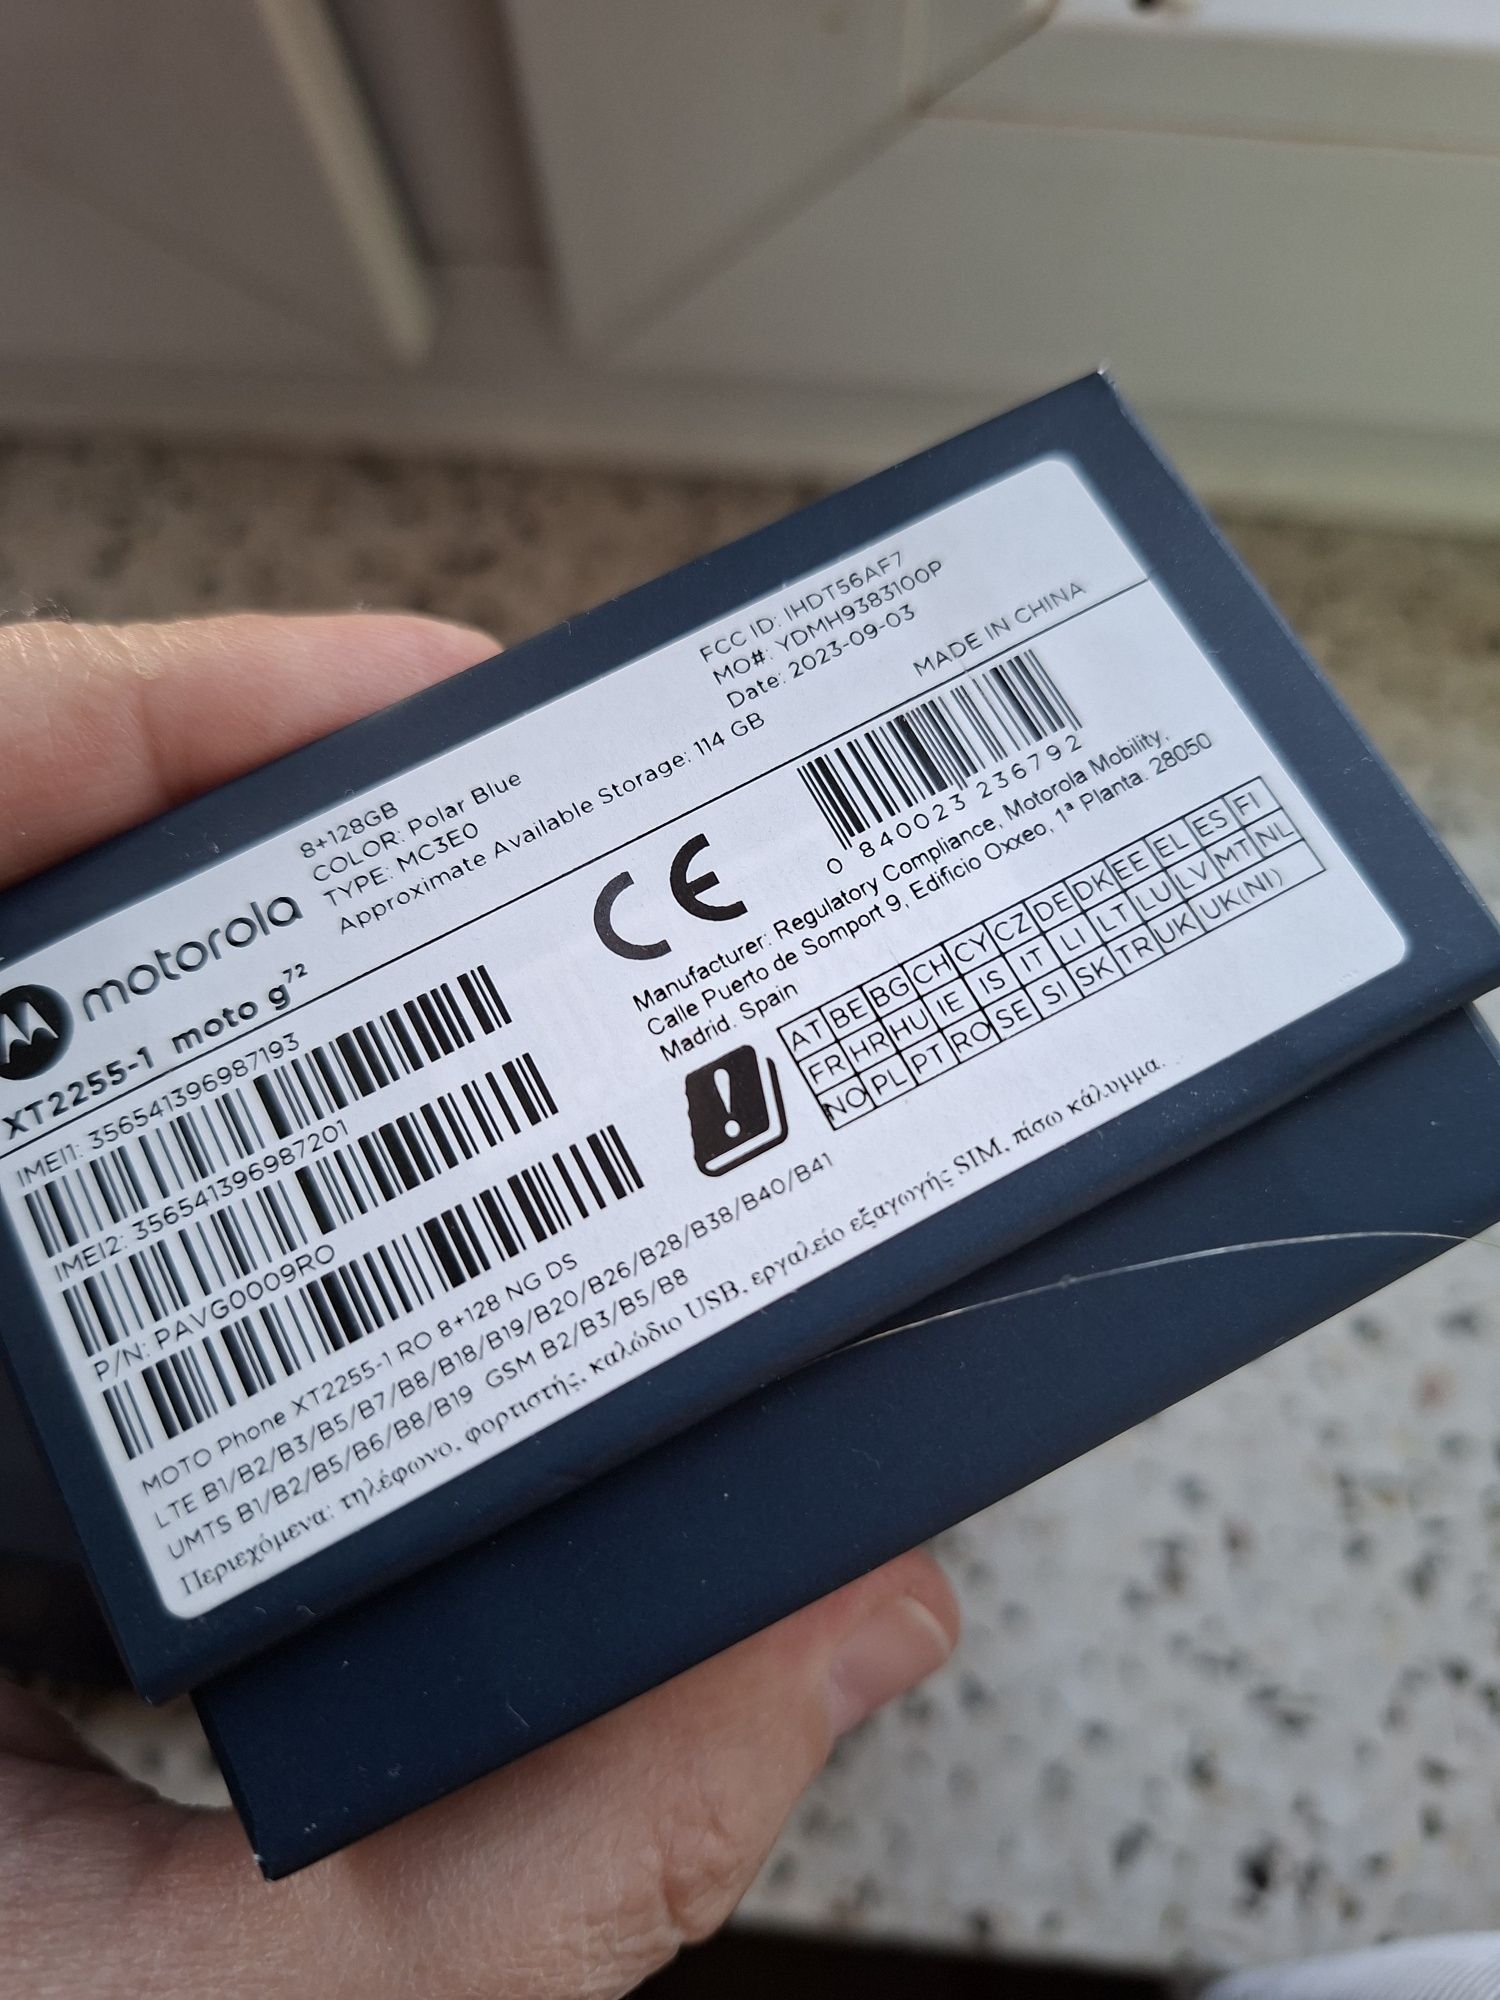 motorola
XT2255-1 moto g72
8+128GB
COLOR: Polar Blue
TYPE: MC3E0
Approximate Available Storage: 114 GB
FCC ID: IHDT56AF7
MO#: YDMH9383100P
Date: 2023-09-03
MADE IN CHINA
IMEI1: 356541396987193
IMEI2: 356541396987201
P/N: PAVG0009RO
CE
0 840023 236792
Manufacturer: Regulatory Compliance, Motorola Mobility,
Calle Puerto de Somport 9, Edificio Oxxeo, 1ª Planta. 28050
Madrid. Spain
AT BE BG CH CY CZ DE DK EE EL ES FI
FR HR HU IE IS IT LI LT LU LV MT NL
NO PL PT RO SE SI SK TR UK UK(NI)
MOTO Phone XT2255-1 RO 8+128 NG DS
LTE B1/B2/B3/B5/B7/B8/B18/B19/B20/B26/B28/B38/B40/B41
UMTS B1/B2/B5/B6/B8/B19 GSM B2/B3/B5/B8
Περιεχόμενα: τηλέφωνο, φορτιστής, καλώδιο USB, εργαλείο εξαγωγής SIM, πίσω κάλυμμα.